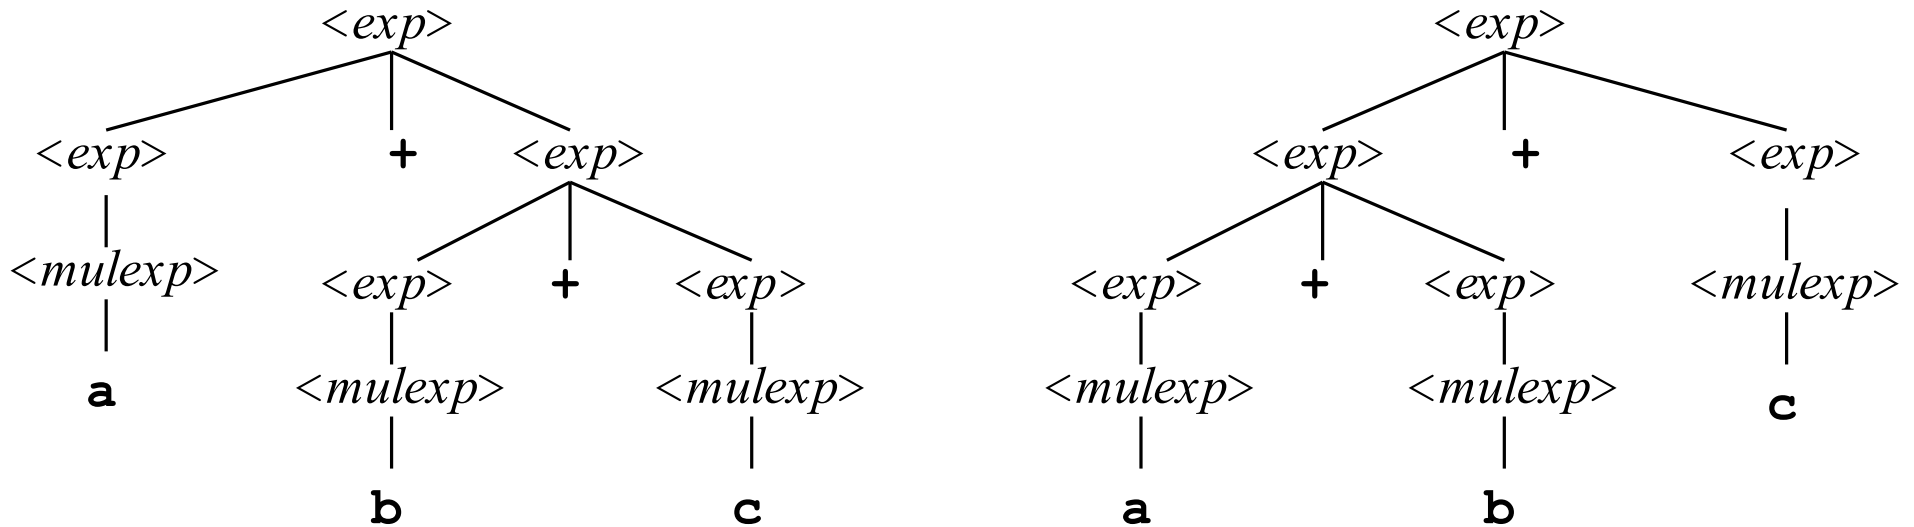 <exp> <exp>
<exp> + <exp> <exp> + <exp>
<mulexp> <exp> + <exp> <exp> + <exp> <mulexp>
a <mulexp> <mulexp> <mulexp> <mulexp> c
b c a b